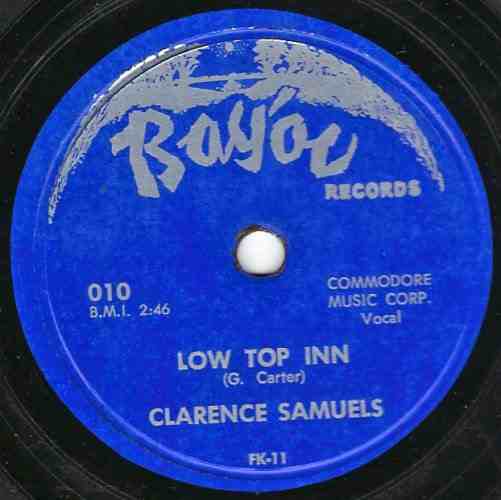 Bayou
RECORDS
010
B.M.I. 2:46
COMMODORE
MUSIC CORP.
Vocal
LOW TOP INN
(G. Carter)
CLARENCE SAMUELS
FK-11